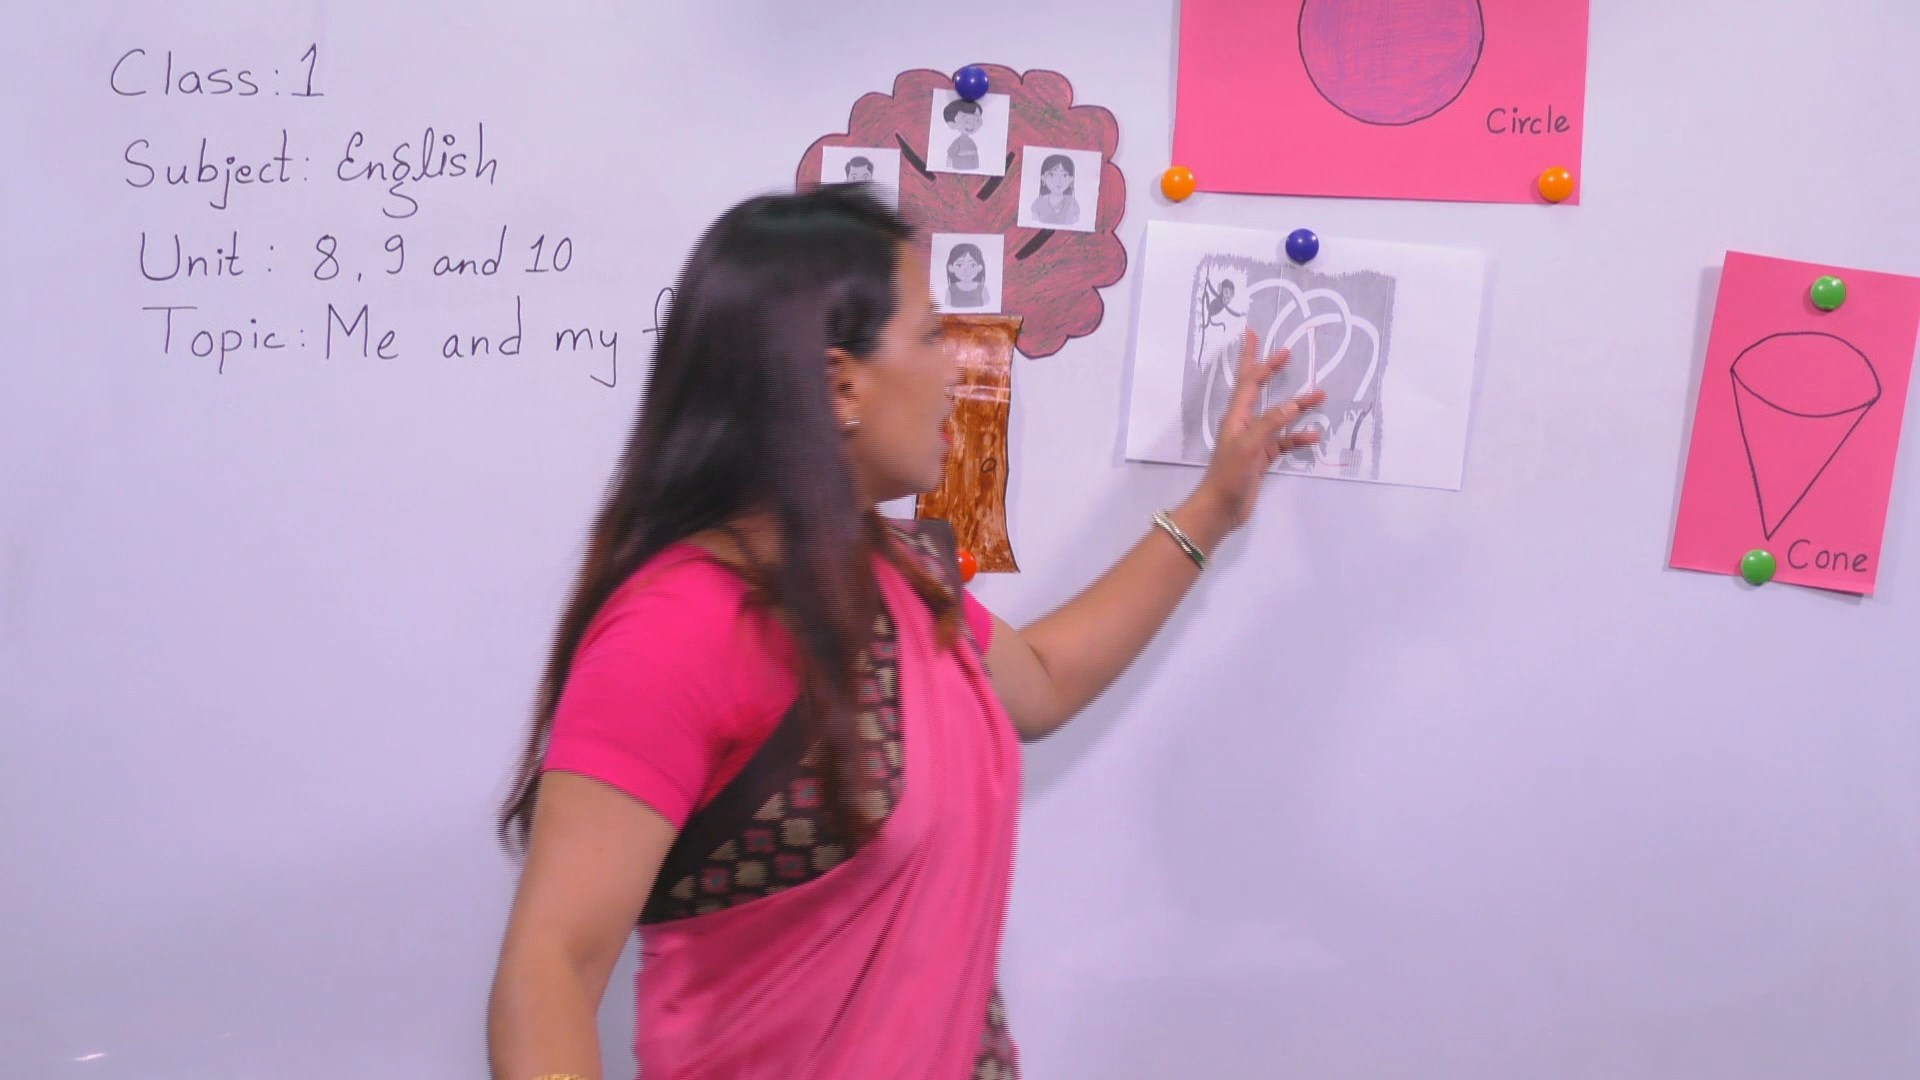 Class: 1
Subject: English
Unit: 8, 9 and 10
Topic: Me and my
Circle
Cone